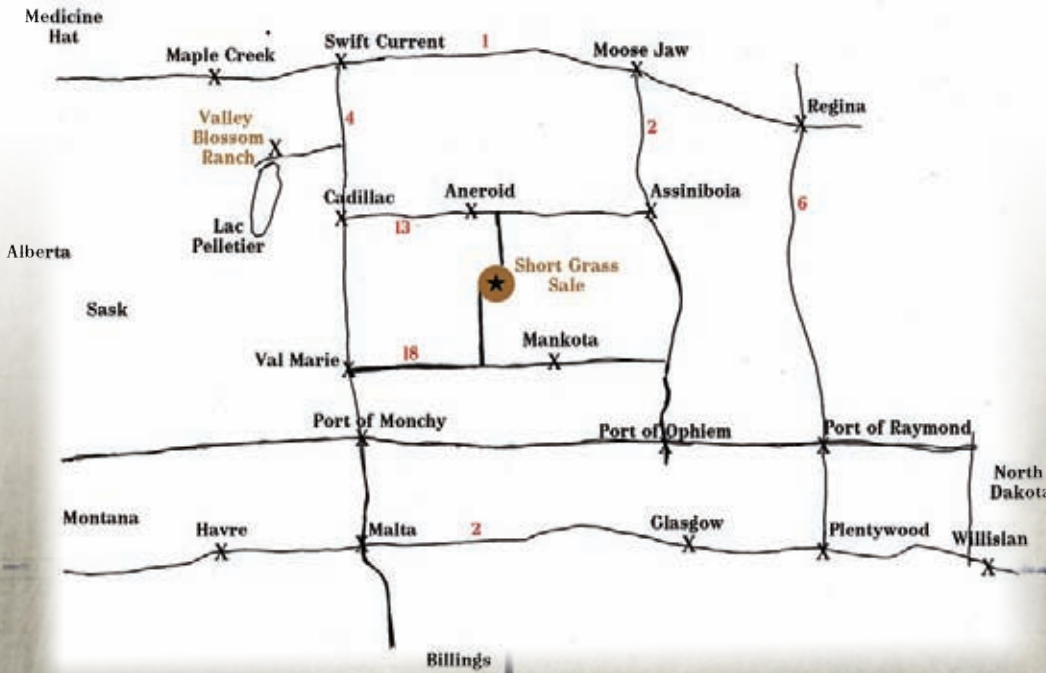 Medicine
Hat
Swift Current
1
Moose Jaw
Maple Creek
Regina
Valley
Blossom
Ranch
4
2
Cadillac
Aneroid
Assiniboia
6
13
Lac
Pelletier
Alberta
Short Grass
Sale
Sask
Mankota
Val Marie
18
Port of Monchy
Port of Ophiem
Port of Raymond
North
Dakota
Montana
Havre
Malta
2
Glasgow
Plentywood
Willislan
Billings